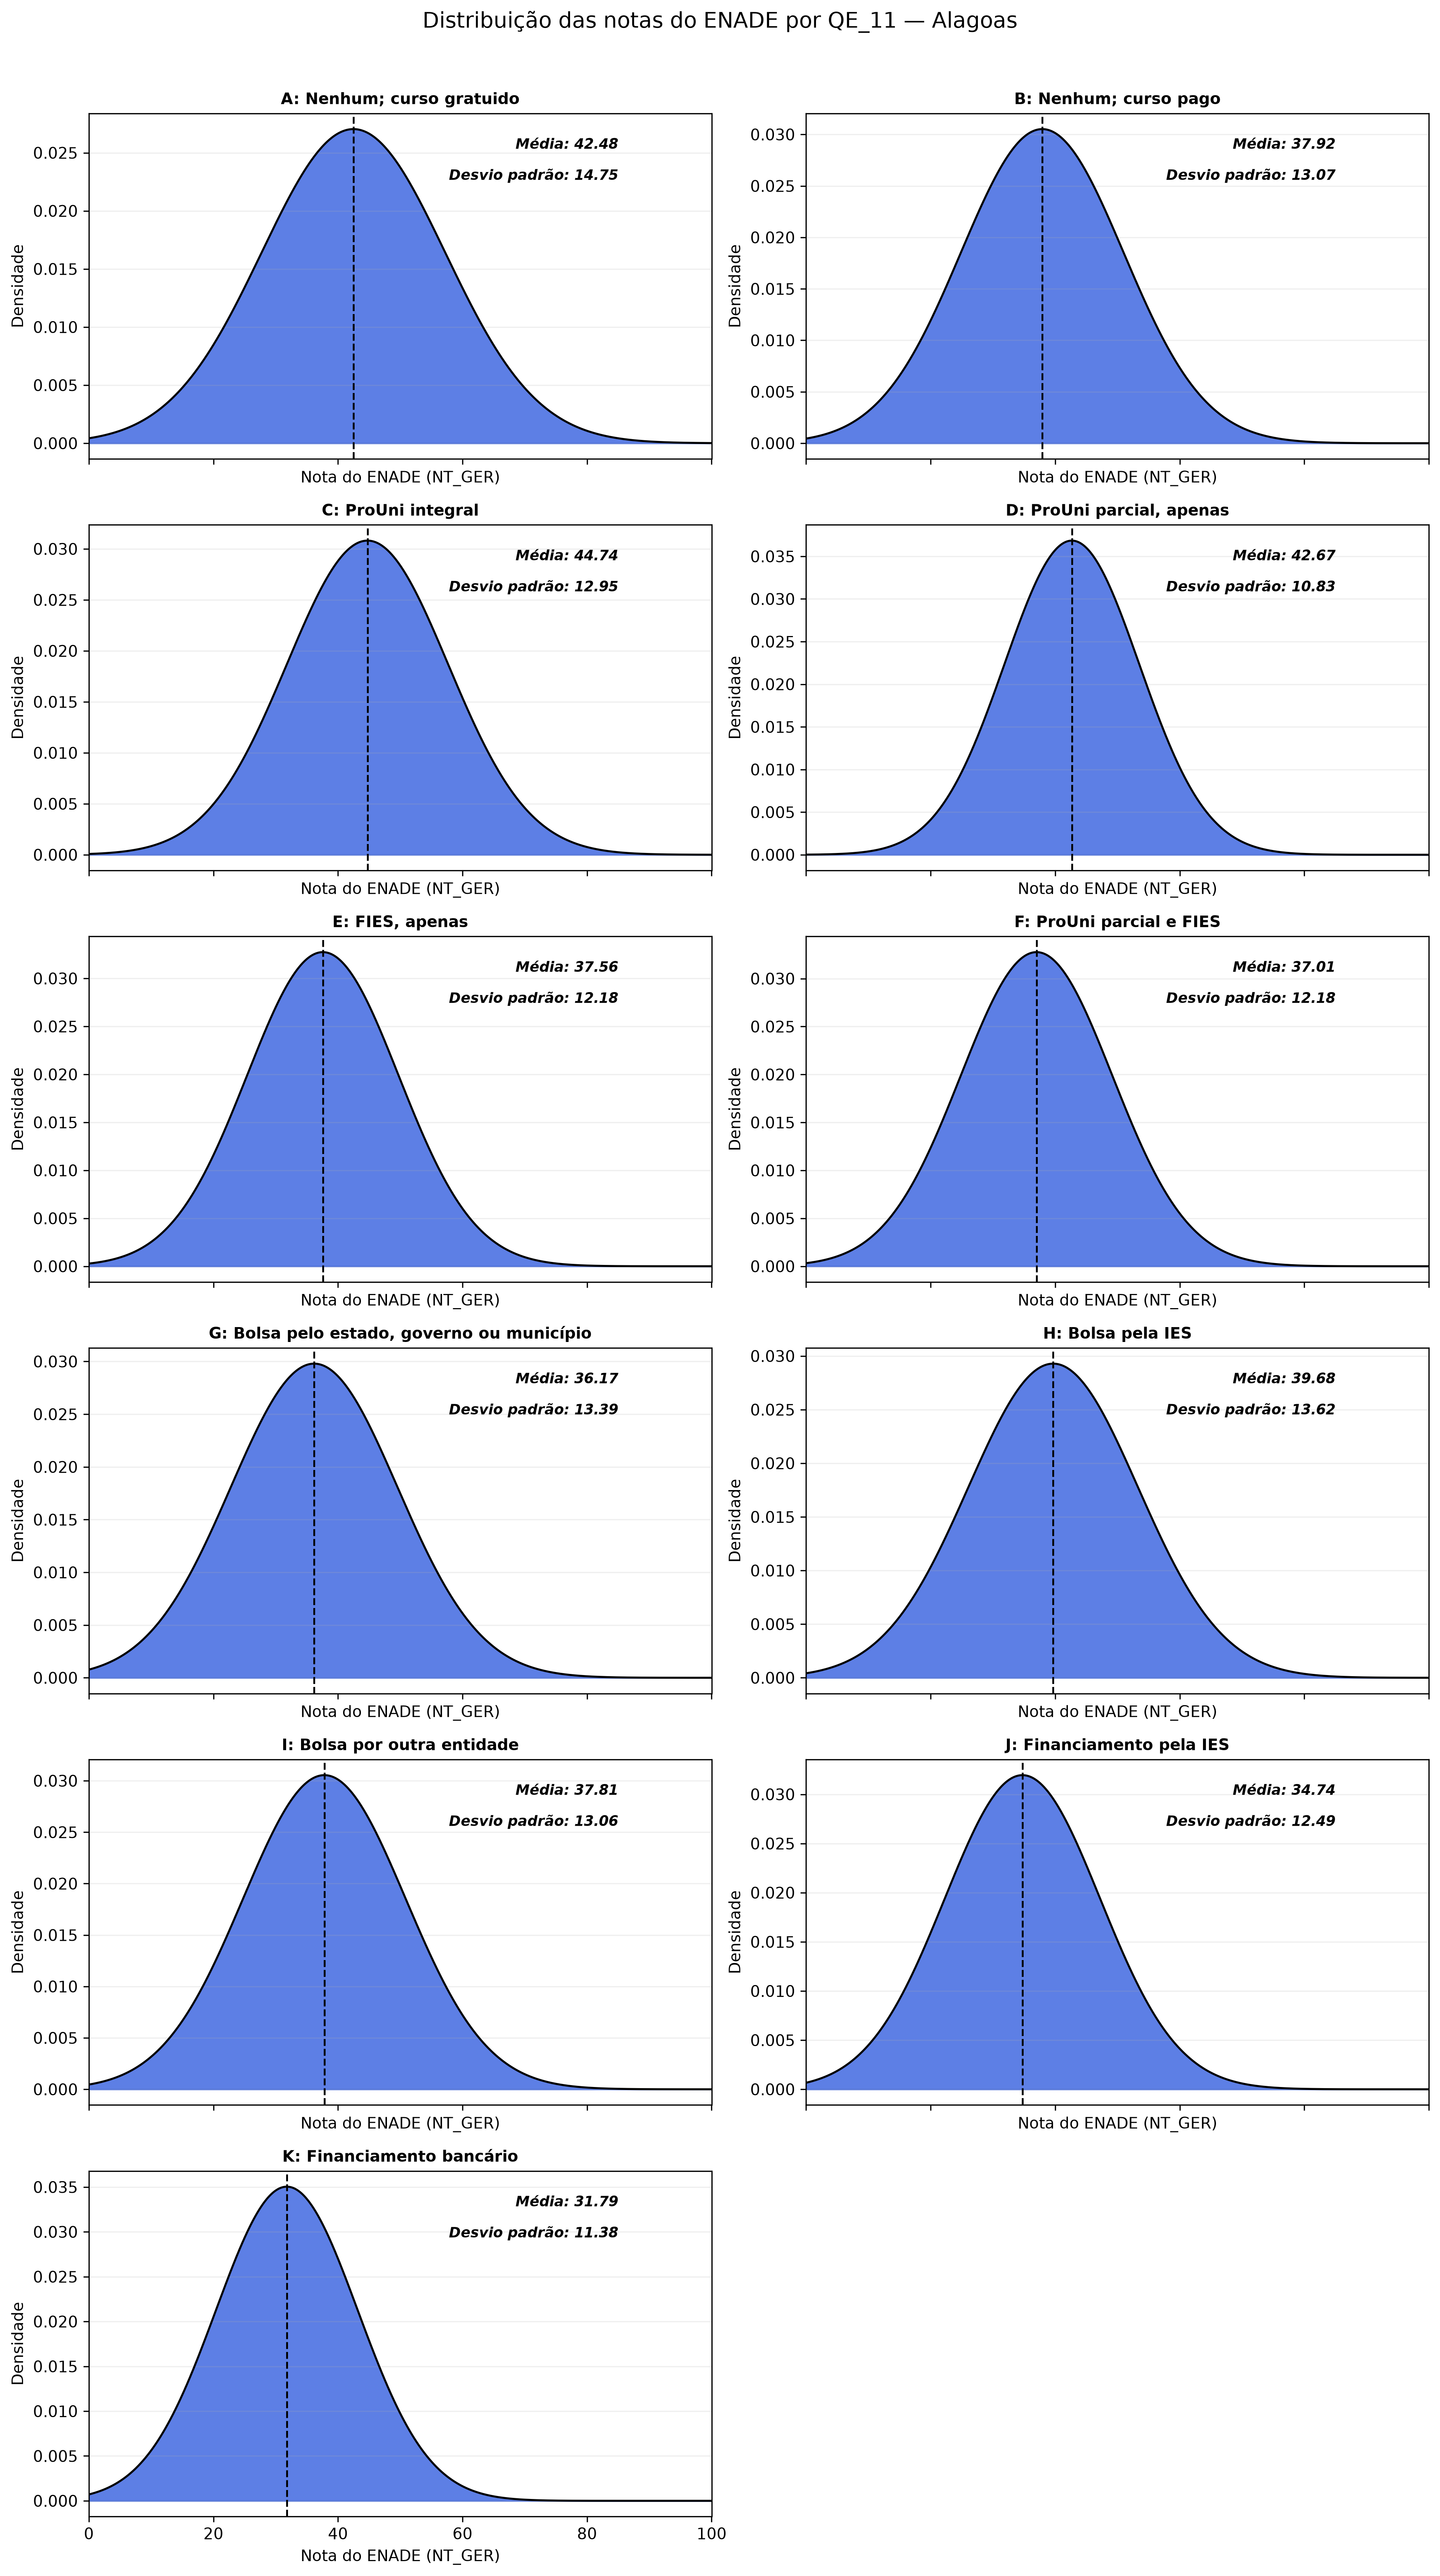 Distribuição das notas do ENADE por QE_11 — Alagoas
A: Nenhum; curso gratuido
Média: 42.48
Desvio padrão: 14.75
0.025
0.020
0.015
0.010
0.005
0.000
Densidade
Nota do ENADE (NT_GER)
B: Nenhum; curso pago
Média: 37.92
Desvio padrão: 13.07
0.030
0.025
0.020
0.015
0.010
0.005
0.000
Densidade
Nota do ENADE (NT_GER)
C: ProUni integral
Média: 44.74
Desvio padrão: 12.95
0.030
0.025
0.020
0.015
0.010
0.005
0.000
Densidade
Nota do ENADE (NT_GER)
D: ProUni parcial, apenas
Média: 42.67
Desvio padrão: 10.83
0.035
0.030
0.025
0.020
0.015
0.010
0.005
0.000
Densidade
Nota do ENADE (NT_GER)
E: FIES, apenas
Média: 37.56
Desvio padrão: 12.18
0.030
0.025
0.020
0.015
0.010
0.005
0.000
Densidade
Nota do ENADE (NT_GER)
F: ProUni parcial e FIES
Média: 37.01
Desvio padrão: 12.18
0.030
0.025
0.020
0.015
0.010
0.005
0.000
Densidade
Nota do ENADE (NT_GER)
G: Bolsa pelo estado, governo ou município
Média: 36.17
Desvio padrão: 13.39
0.030
0.025
0.020
0.015
0.010
0.005
0.000
Densidade
Nota do ENADE (NT_GER)
H: Bolsa pela IES
Média: 39.68
Desvio padrão: 13.62
0.030
0.025
0.020
0.015
0.010
0.005
0.000
Densidade
Nota do ENADE (NT_GER)
I: Bolsa por outra entidade
Média: 37.81
Desvio padrão: 13.06
0.030
0.025
0.020
0.015
0.010
0.005
0.000
Densidade
Nota do ENADE (NT_GER)
J: Financiamento pela IES
Média: 34.74
Desvio padrão: 12.49
0.030
0.025
0.020
0.015
0.010
0.005
0.000
Densidade
Nota do ENADE (NT_GER)
K: Financiamento bancário
Média: 31.79
Desvio padrão: 11.38
0.035
0.030
0.025
0.020
0.015
0.010
0.005
0.000
Densidade
0 20 40 60 80 100
Nota do ENADE (NT_GER)